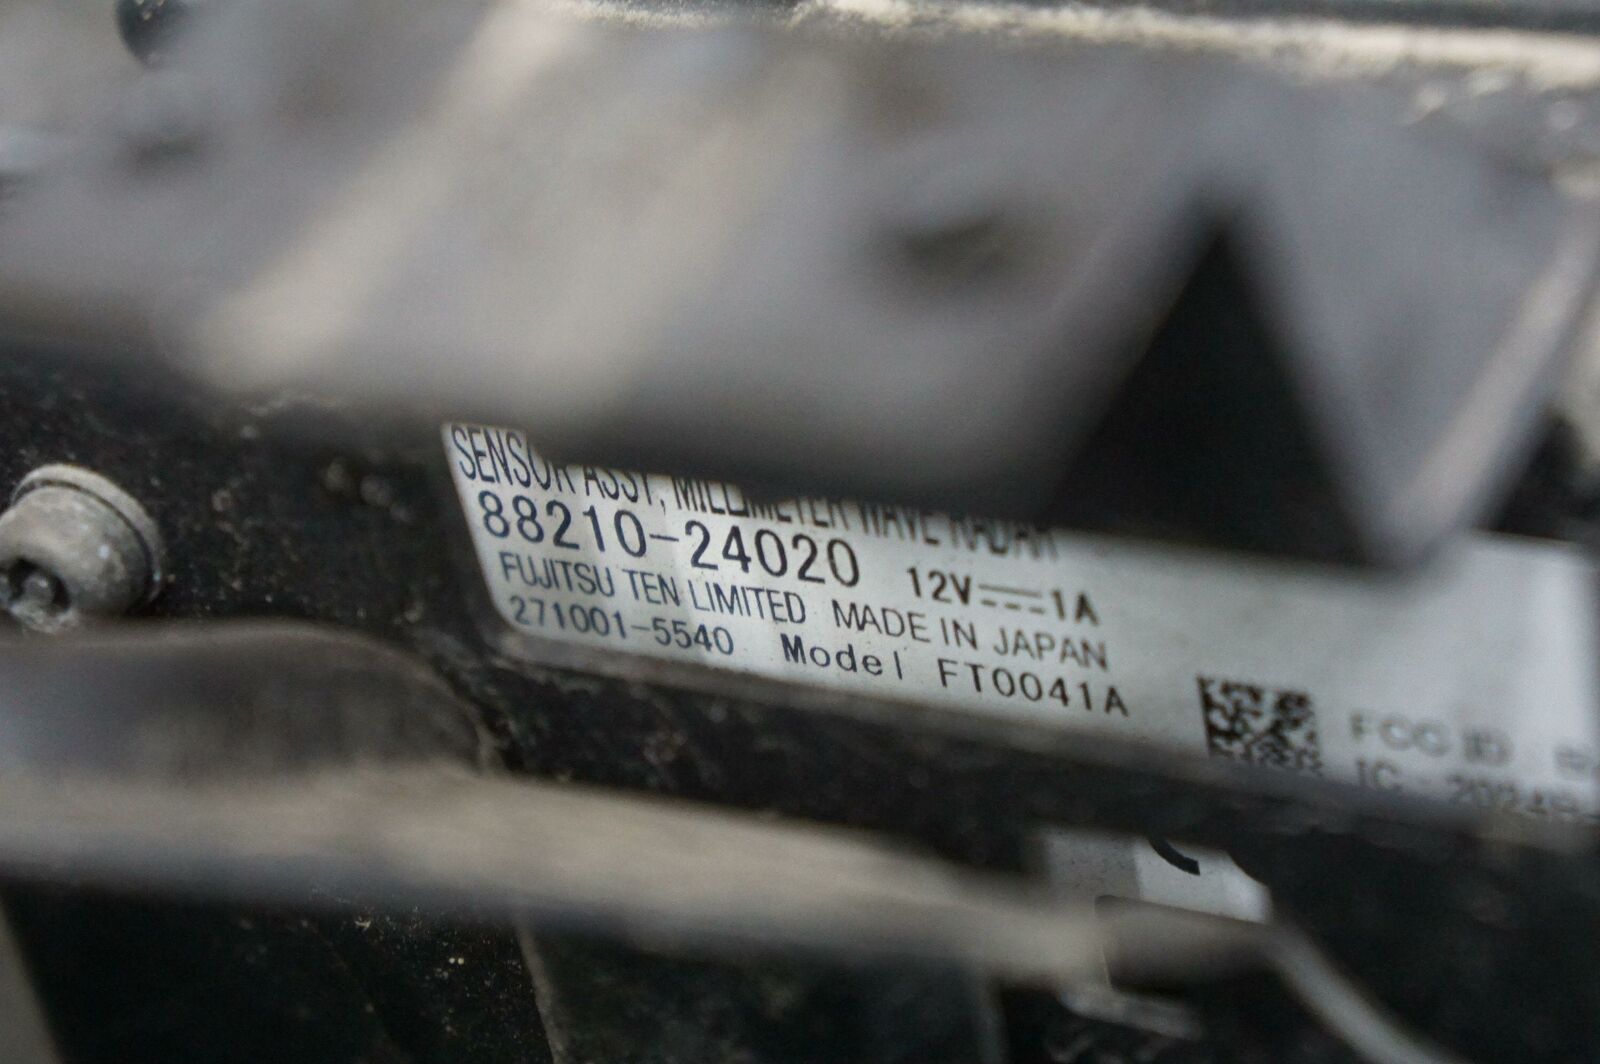 SENSOR ASSY, MILLIMETER WAVE RADAR
88210-24020 12V⎓1A
FUJITSU TEN LIMITED MADE IN JAPAN
271001-5540 Model FT0041A
FCC ID
IC